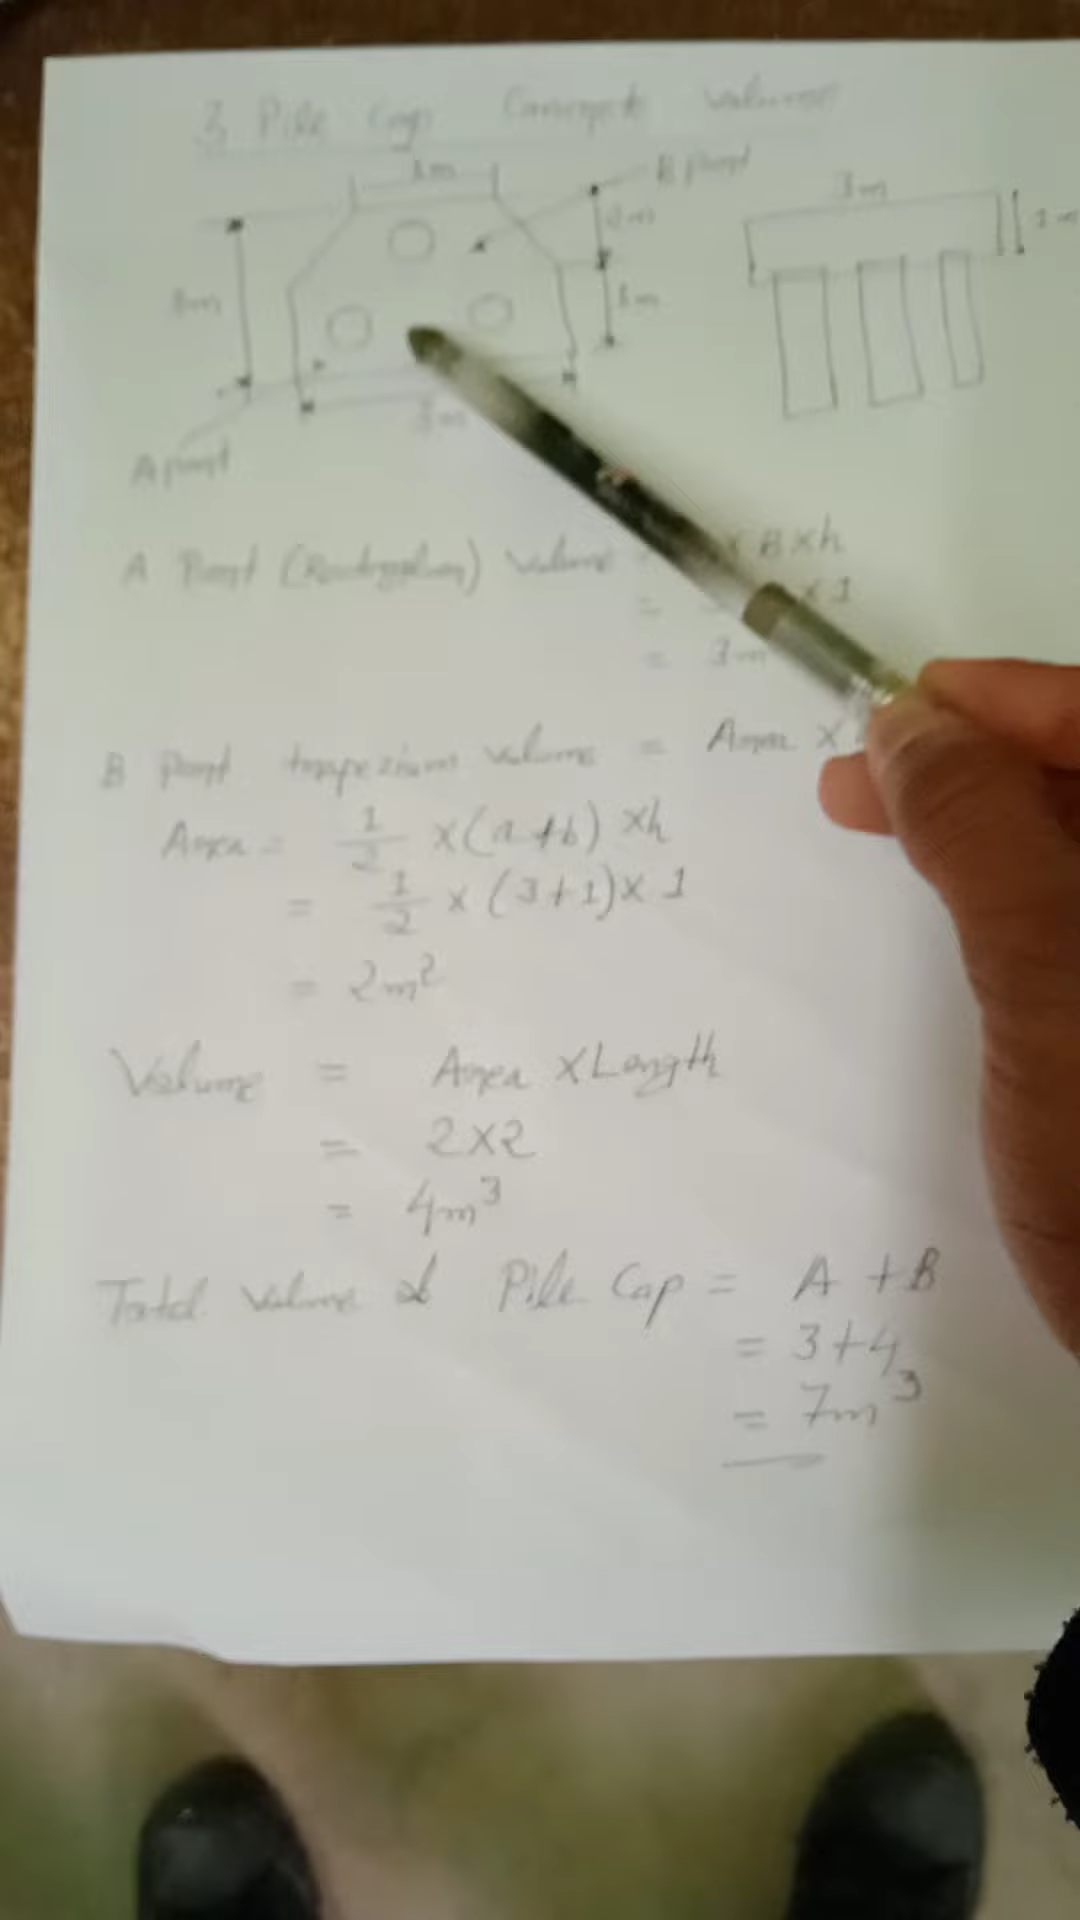 3 Pile Cap Concrete Volume
1m
B Part
3m
2m
1m
3m
1m
3m
A part
A Part (Rectangular) Volume
B x h
x 1
= 3m
B Part trapezium Volume = Area X
Area = 1/2 x (a+b) xh
= 1/2 x (3+1) x 1
= 2m²
Volume = Area X Length
= 2X2
= 4m³
Total Volume of Pile Cap = A + B
= 3+4
= 7m³